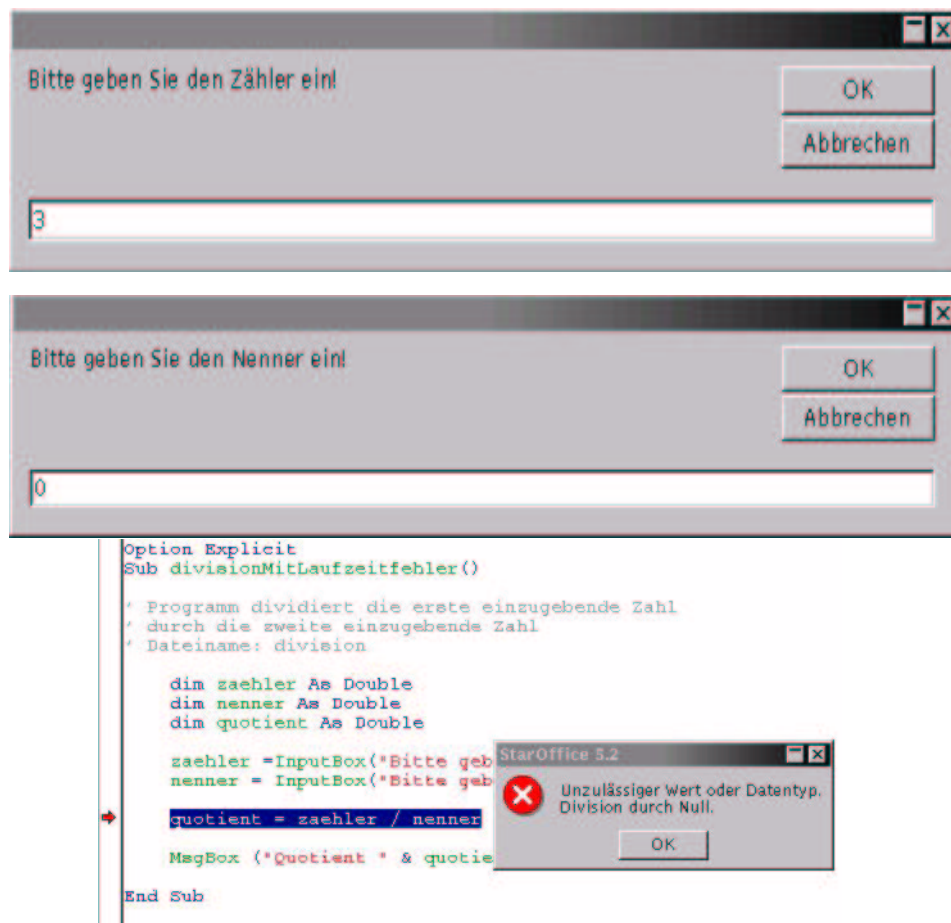 Bitte geben Sie den Zähler ein!
OK
Abbrechen
3
Bitte geben Sie den Nenner ein!
OK
Abbrechen
0
Option Explicit
Sub divisionMitLaufzeitfehler()
' Programm dividiert die erste einzugebende Zahl
' durch die zweite einzugebende Zahl
' Dateiname: division
dim zaehler As Double
dim nenner As Double
dim quotient As Double
zaehler =InputBox("Bitte geb
nenner = InputBox("Bitte geb
quotient = zaehler / nenner
MsgBox ("Quotient " & quotie
End Sub
StarOffice 5.2
Unzulässiger Wert oder Datentyp.
Division durch Null.
OK